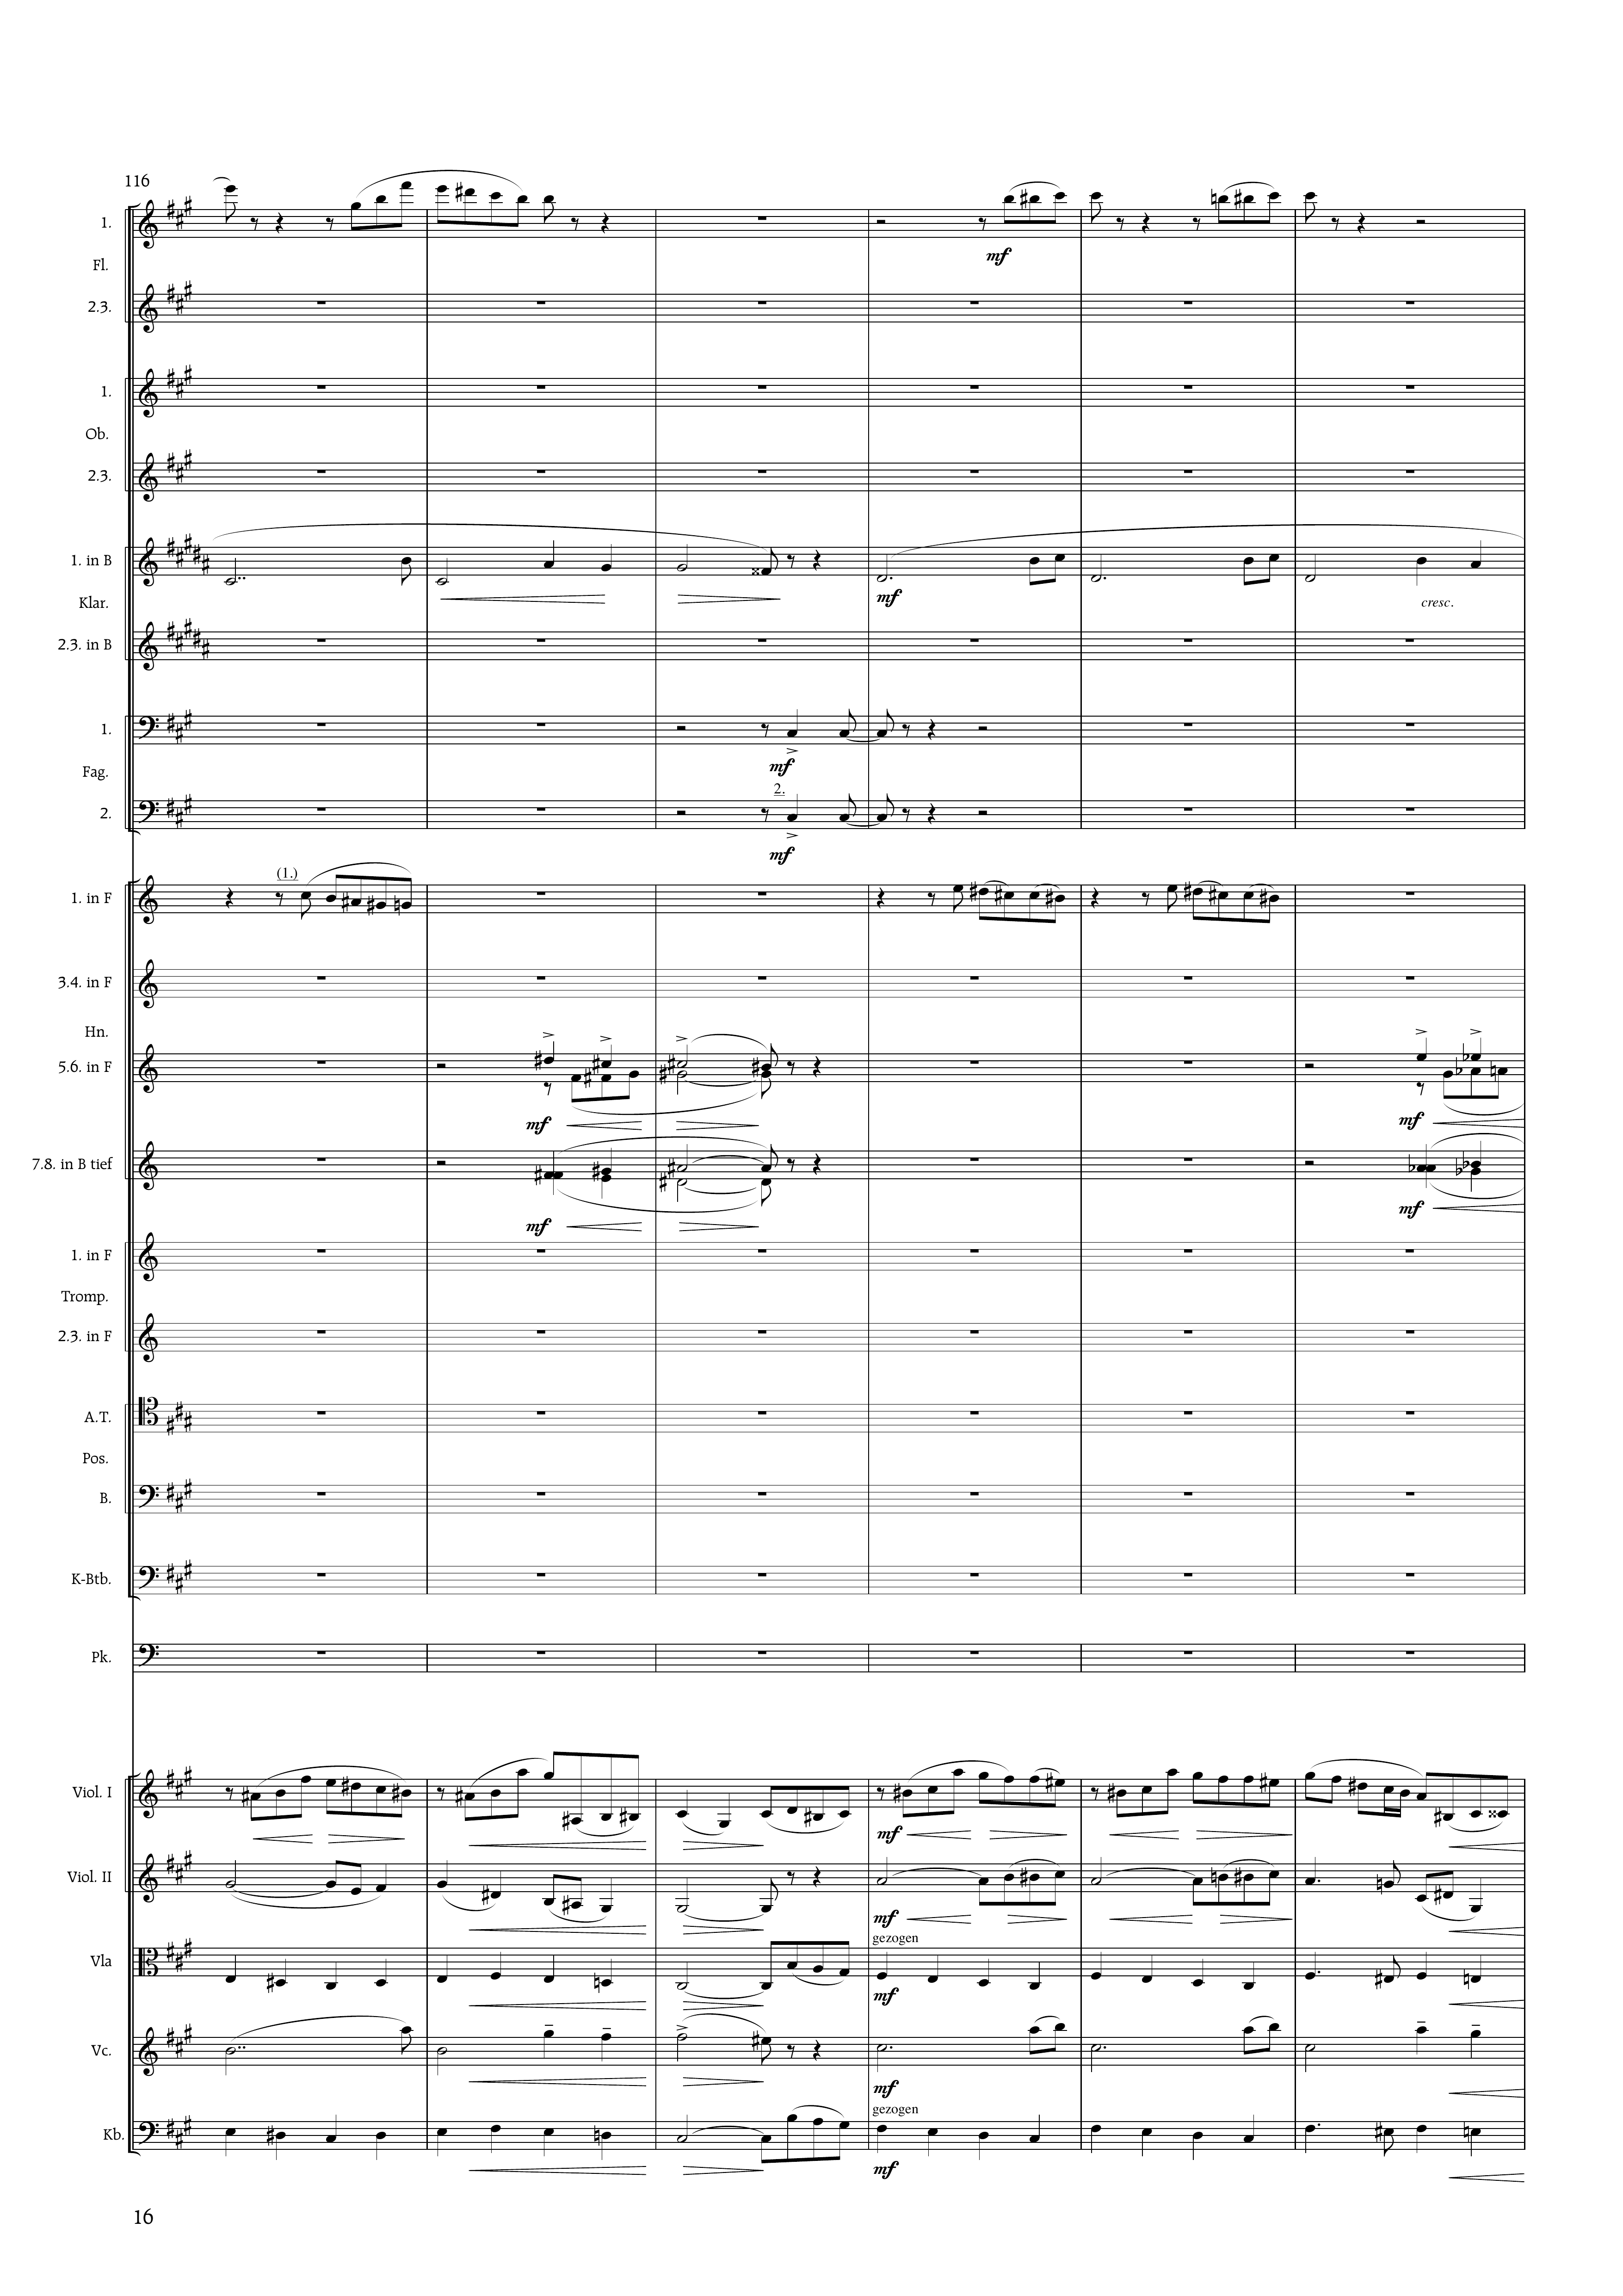 116
1.
Fl.
2.3.
mf
1.
Ob.
2.3.
1. in B
mf
Klar.
cresc.
2.3. in B
1.
mf
Fag.
2.
2.
mf
(1.)
1. in F
3.4. in F
Hn.
5.6. in F
mf
mf
7.8. in B tief
mf
mf
1. in F
Tromp.
2.3. in F
A.T.
Pos.
B.
K-Btb.
Pk.
Viol. I
mf
Viol. II
mf
gezogen
Vla
mf
Vc.
mf
gezogen
Kb.
mf
16